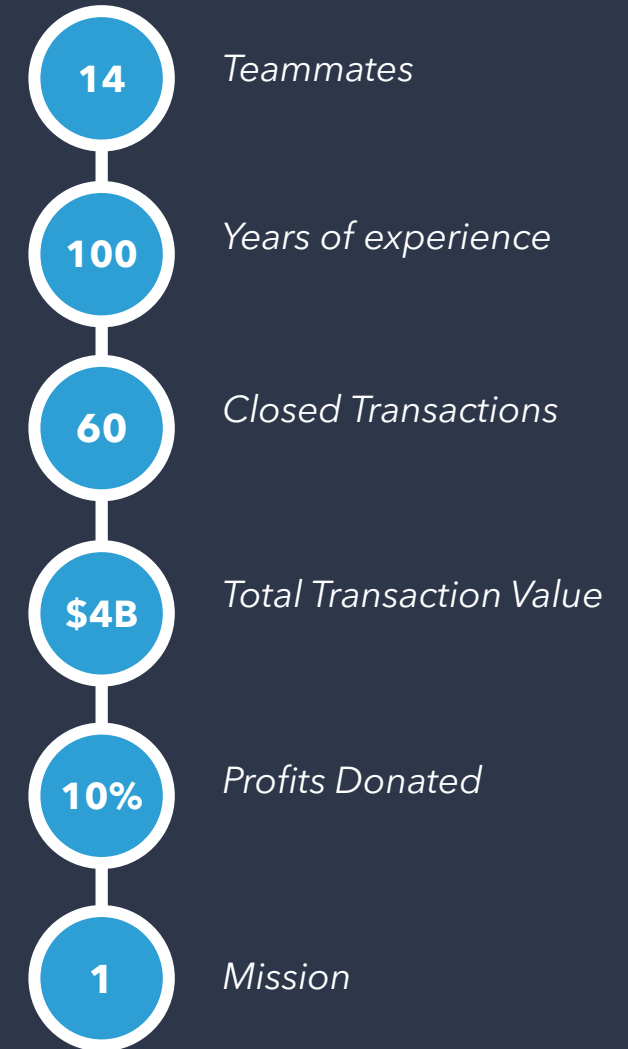 14
Teammates
100
Years of experience
60
Closed Transactions
$4B
Total Transaction Value
10%
Profits Donated
1
Mission